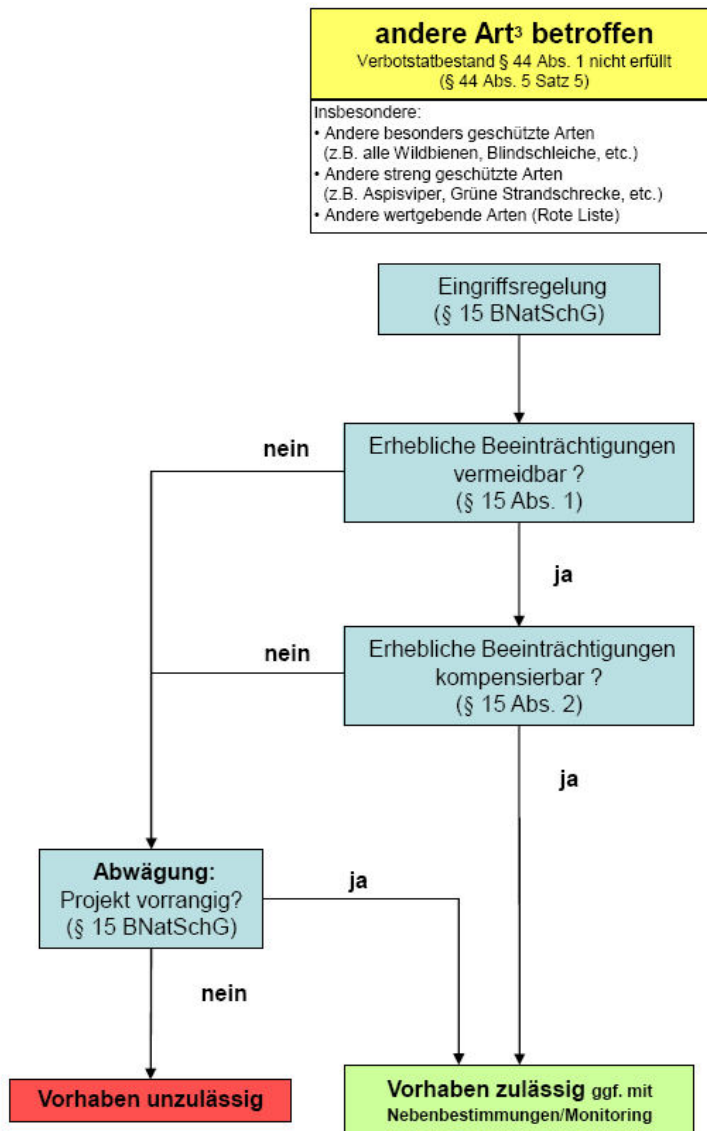 andere Art³ betroffen
Verbotstatbestand § 44 Abs. 1 nicht erfüllt
(§ 44 Abs. 5 Satz 5)
Insbesondere:
• Andere besonders geschützte Arten
(z.B. alle Wildbienen, Blindschleiche, etc.)
• Andere streng geschützte Arten
(z.B. Aspisviper, Grüne Strandschrecke, etc.)
• Andere wertgebende Arten (Rote Liste)
Eingriffsregelung
(§ 15 BNatSchG)
nein
Erhebliche Beeinträchtigungen
vermeidbar ?
(§ 15 Abs. 1)
ja
nein
Erhebliche Beeinträchtigungen
kompensierbar ?
(§ 15 Abs. 2)
ja
Abwägung:
Projekt vorrangig?
(§ 15 BNatSchG)
ja
nein
Vorhaben unzulässig
Vorhaben zulässig ggf. mit
Nebenbestimmungen/Monitoring